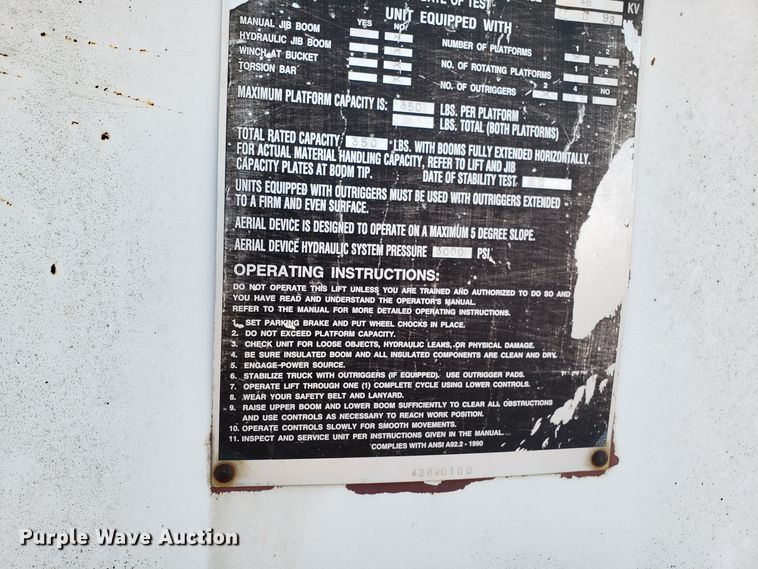 DATE OF TEST
46 KV
UNIT EQUIPPED WITH
93
YES NO
MANUAL JIB BOOM
HYDRAULIC JIB BOOM
WINCH AT BUCKET
TORSION BAR
NUMBER OF PLATFORMS 1 2
NO. OF ROTATING PLATFORMS 1 2
NO. OF OUTRIGGERS 2 4 NO
MAXIMUM PLATFORM CAPACITY IS: 350 LBS. PER PLATFORM
LBS. TOTAL (BOTH PLATFORMS)
TOTAL RATED CAPACITY 350 LBS. WITH BOOMS FULLY EXTENDED HORIZONTALLY.
FOR ACTUAL MATERIAL HANDLING CAPACITY, REFER TO LIFT AND JIB
CAPACITY PLATES AT BOOM TIP. DATE OF STABILITY TEST
UNITS EQUIPPED WITH OUTRIGGERS MUST BE USED WITH OUTRIGGERS EXTENDED
TO A FIRM AND EVEN SURFACE.
AERIAL DEVICE IS DESIGNED TO OPERATE ON A MAXIMUM 5 DEGREE SLOPE.
AERIAL DEVICE HYDRAULIC SYSTEM PRESSURE 3000 PSI.
OPERATING INSTRUCTIONS:
DO NOT OPERATE THIS LIFT UNLESS YOU ARE TRAINED AND AUTHORIZED TO DO SO AND
YOU HAVE READ AND UNDERSTAND THE OPERATOR'S MANUAL.
REFER TO THE MANUAL FOR MORE DETAILED OPERATING INSTRUCTIONS.
1. SET PARKING BRAKE AND PUT WHEEL CHOCKS IN PLACE.
2. DO NOT EXCEED PLATFORM CAPACITY.
3. CHECK UNIT FOR LOOSE OBJECTS, HYDRAULIC LEAKS, OR PHYSICAL DAMAGE.
4. BE SURE INSULATED BOOM AND ALL INSULATED COMPONENTS ARE CLEAN AND DRY.
5. ENGAGE POWER SOURCE.
6. STABILIZE TRUCK WITH OUTRIGGERS (IF EQUIPPED). USE OUTRIGGER PADS.
7. OPERATE LIFT THROUGH ONE (1) COMPLETE CYCLE USING LOWER CONTROLS.
8. WEAR YOUR SAFETY BELT AND LANYARD.
9. RAISE UPPER BOOM AND LOWER BOOM SUFFICIENTLY TO CLEAR ALL OBSTRUCTIONS
AND USE CONTROLS AS NECESSARY TO REACH WORK POSITION.
10. OPERATE CONTROLS SLOWLY FOR SMOOTH MOVEMENTS.
11. INSPECT AND SERVICE UNIT PER INSTRUCTIONS GIVEN IN THE MANUAL.
COMPLIES WITH ANSI A92.2 - 1990
43890100
Purple Wave Auction